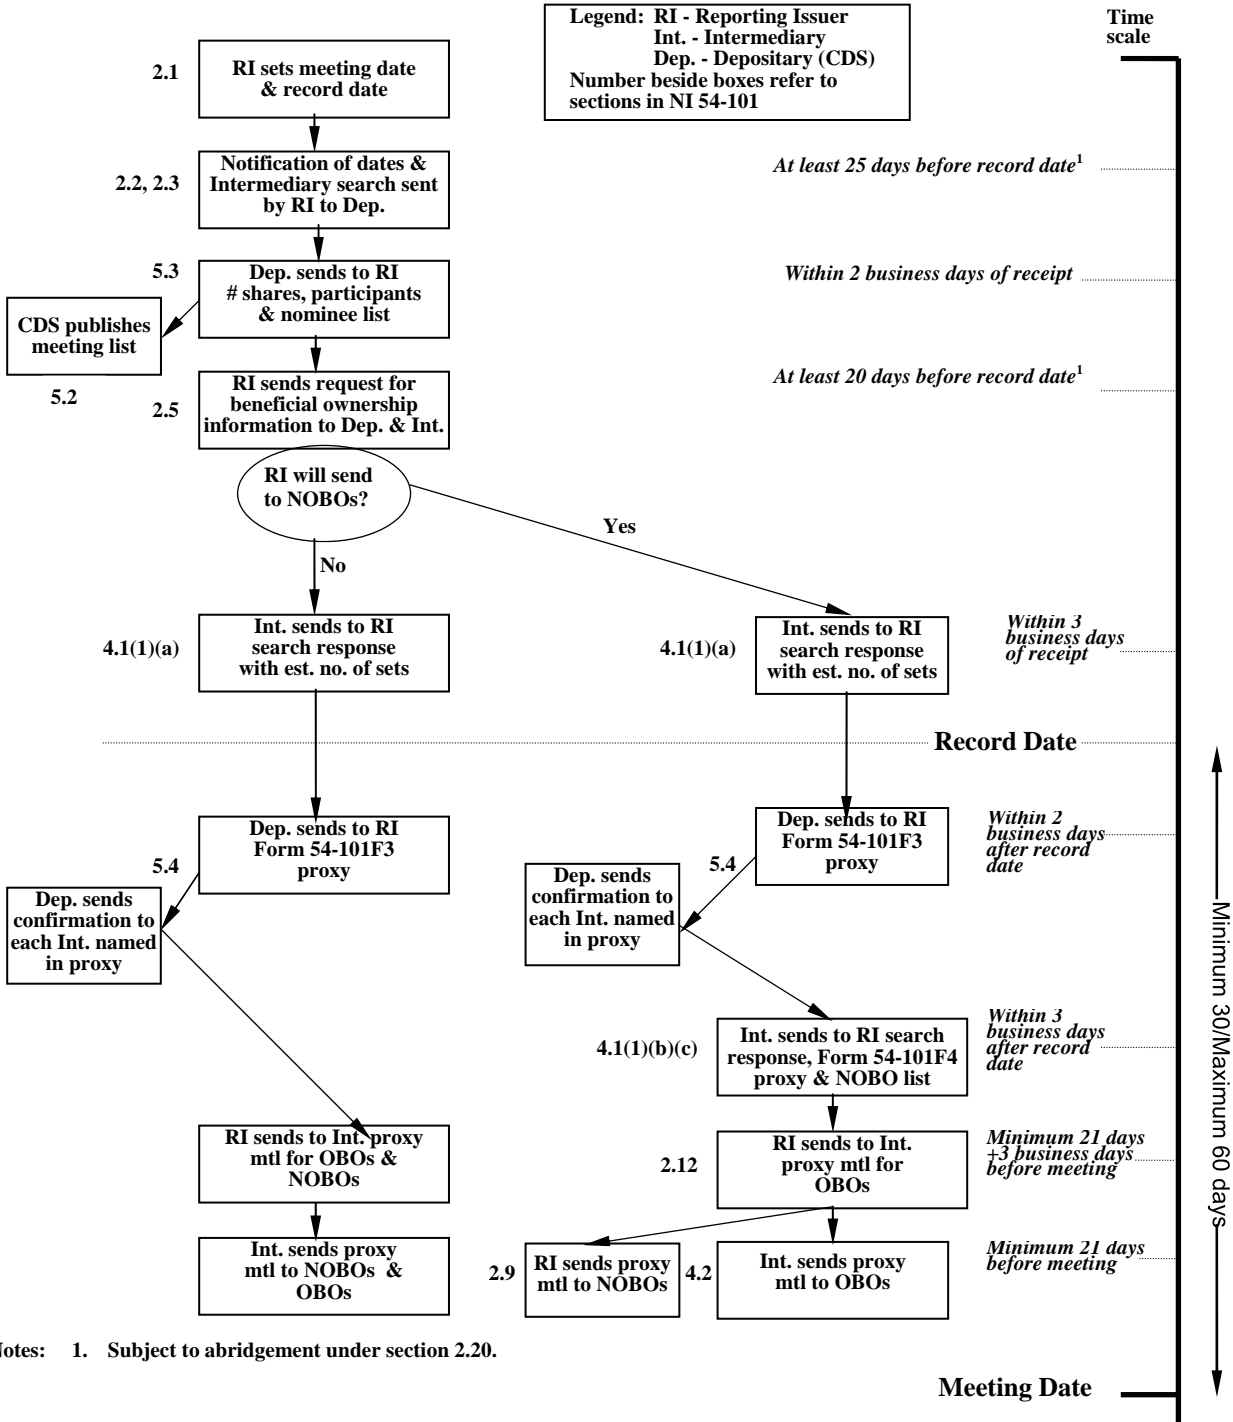 Legend: RI - Reporting Issuer
Int. - Intermediary
Dep. - Depositary (CDS)
Number beside boxes refer to
sections in NI 54-101
Time
scale
2.1
RI sets meeting date
& record date
2.2, 2.3
Notification of dates &
Intermediary search sent
by RI to Dep.
At least 25 days before record date1
5.3
Dep. sends to RI
# shares, participants
& nominee list
Within 2 business days of receipt
CDS publishes
meeting list
5.2
2.5
RI sends request for
beneficial ownership
information to Dep. & Int.
At least 20 days before record date1
RI will send
to NOBOs?
Yes
No
4.1(1)(a)
Int. sends to RI
search response
with est. no. of sets
4.1(1)(a)
Int. sends to RI
search response
with est. no. of sets
Within 3
business days
of receipt
Record Date
Dep. sends to RI
Form 54-101F3
proxy
5.4
Dep. sends
confirmation to
each Int. named
in proxy
Dep. sends to RI
Form 54-101F3
proxy
5.4
Dep. sends
confirmation to
each Int. named
in proxy
Within 2
business days
after record
date
4.1(1)(b)(c)
Int. sends to RI search
response, Form 54-101F4
proxy & NOBO list
Within 3
business days
after record
date
Minimum 30/Maximum 60 days
RI sends to Int. proxy
mtl for OBOs &
NOBOs
2.12
RI sends to Int.
proxy mtl for
OBOs
Minimum 21 days
+3 business days
before meeting
Int. sends proxy
mtl to NOBOs &
OBOs
2.9
RI sends proxy
mtl to NOBOs
4.2
Int. sends proxy
mtl to OBOs
Minimum 21 days
before meeting
Notes: 1. Subject to abridgement under section 2.20.
Meeting Date